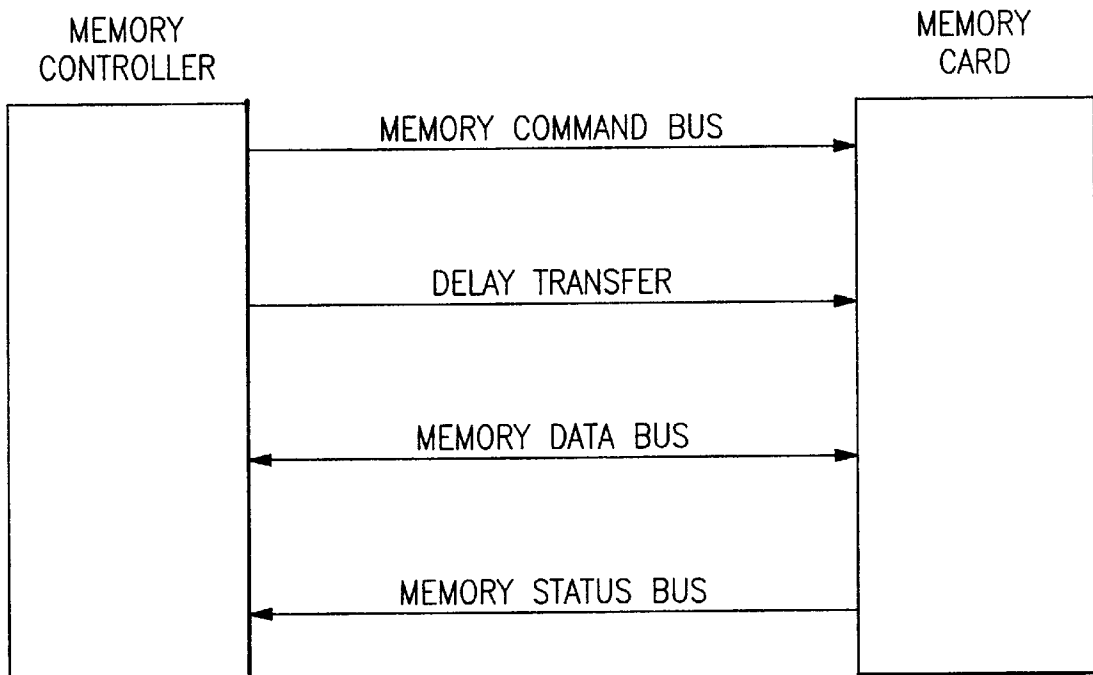 MEMORY
CONTROLLER
MEMORY
CARD
MEMORY COMMAND BUS
DELAY TRANSFER
MEMORY DATA BUS
MEMORY STATUS BUS